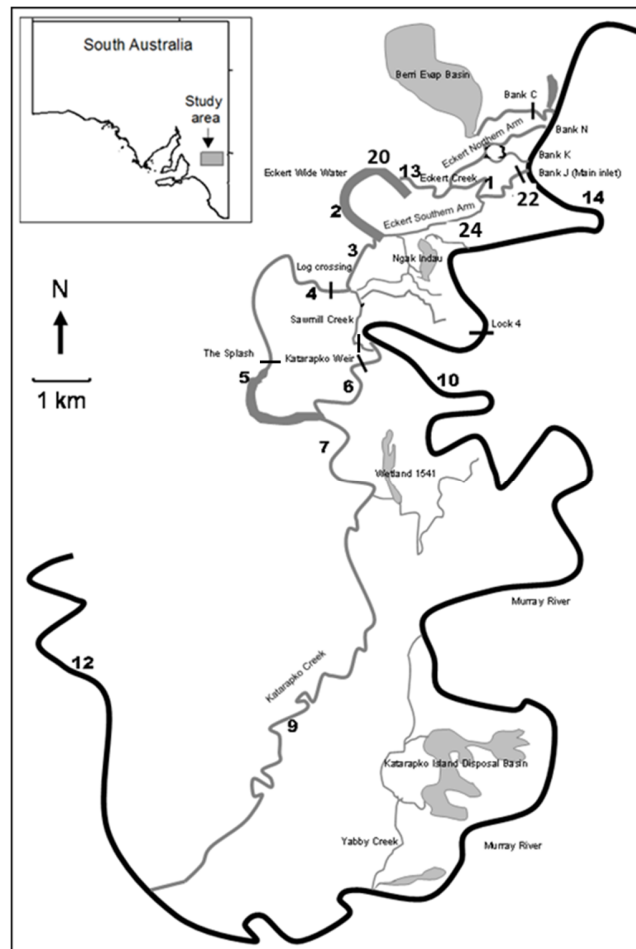 South Australia
Study
area
Berri Evap Basin
Bank C
Bank N
Eckert Nothern Arm
Bank K
Bank J (Main inlet)
20
13
Eckert Creek
1
Eckert Wide Water
22
14
2
Eckert Southern Arm
24
3
Ngak Indau
Log crossing
4
N
Sawmill Creek
Lock 4
The Splash
Katarapko Weir
1 km
5
6
10
7
Wetland 1541
Murray River
12
Katarapko Creek
9
Katarapko Island Disposal Basin
Yabby Creek
Murray River